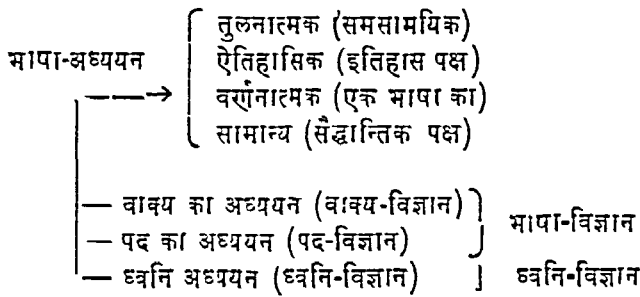 तुलनात्मक (समसामयिक)
भाषा-अध्ययन
ऐतिहासिक (इतिहास पक्ष)
वर्णनात्मक (एक भाषा का)
सामान्य (सैद्धान्तिक पक्ष)
वाक्य का अध्ययन (वाक्य-विज्ञान)
भाषा-विज्ञान
पद का अध्ययन (पद-विज्ञान)
ध्वनि अध्ययन (ध्वनि-विज्ञान) ध्वनि-विज्ञान